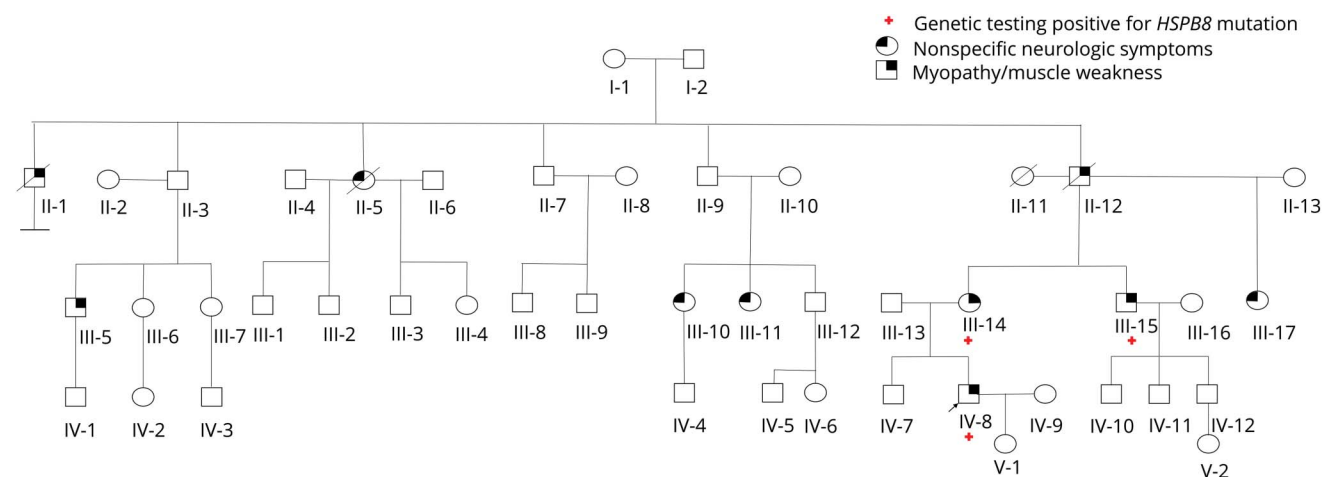 Genetic testing positive for HSPB8 mutation
Nonspecific neurologic symptoms
Myopathy/muscle weakness
I-1 I-2
II-1 II-2 II-3 II-4 II-5 II-6 II-7 II-8 II-9 II-10 II-11 II-12 II-13
III-5 III-6 III-7 III-1 III-2 III-3 III-4 III-8 III-9 III-10 III-11 III-12 III-13 III-14 III-15 III-16 III-17
IV-1 IV-2 IV-3 IV-4 IV-5 IV-6 IV-7 IV-8 IV-9 IV-10 IV-11 IV-12
V-1 V-2